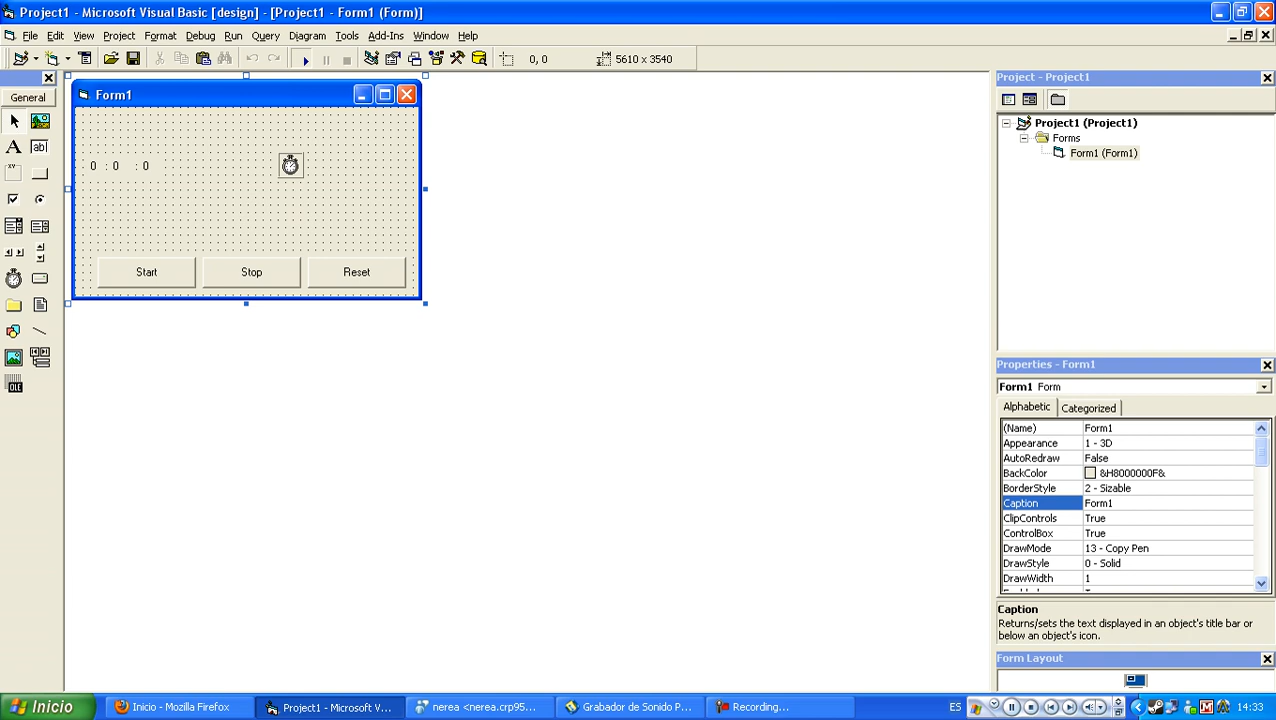 Project1 - Microsoft Visual Basic [design] - [Project1 - Form1 (Form)]
File Edit View Project Format Debug Run Query Diagram Tools Add-Ins Window Help
0, 0 5610 x 3540
General
Form1
0 : 0 : 0
Start Stop Reset
Project - Project1
Project1 (Project1)
Forms
Form1 (Form1)
Properties - Form1
Form1 Form
Alphabetic Categorized
(Name) Form1
Appearance 1 - 3D
AutoRedraw False
BackColor &H8000000F&
BorderStyle 2 - Sizable
Caption Form1
ClipControls True
ControlBox True
DrawMode 13 - Copy Pen
DrawStyle 0 - Solid
DrawWidth 1
Caption
Returns/sets the text displayed in an object's title bar or
below an object's icon.
Form Layout
Inicio Inicio - Mozilla Firefox Project1 - Microsoft V... nerea <nerea.crp95... Grabador de Sonido P... Recording... ES 14:33